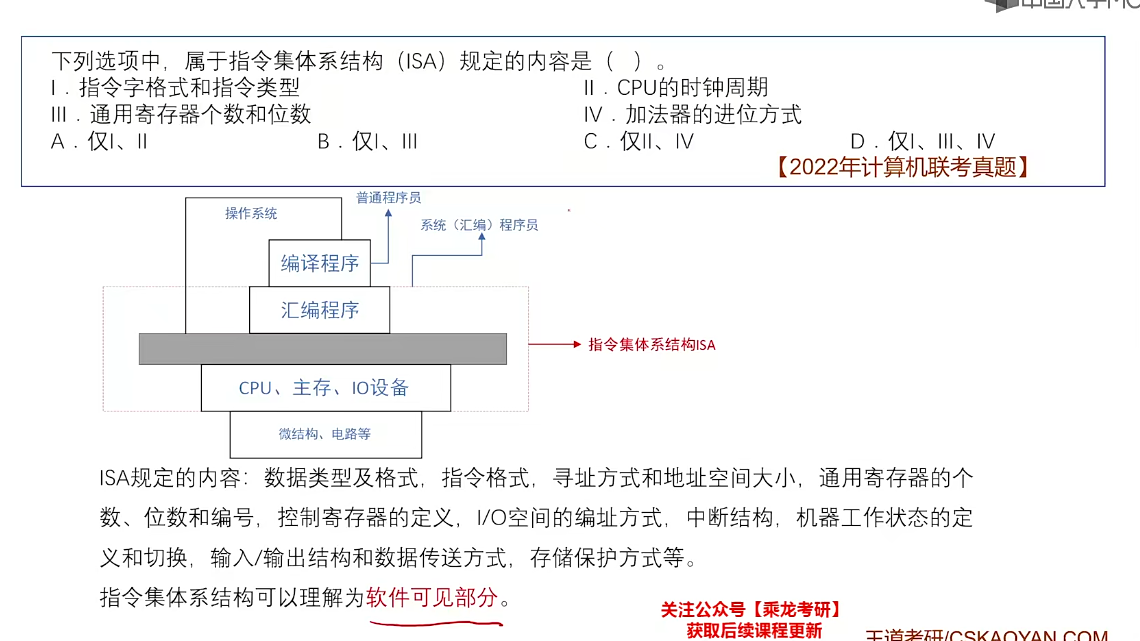 下列选项中，属于指令集体系结构（ISA）规定的内容是（　）。
I．指令字格式和指令类型 II．CPU的时钟周期
III．通用寄存器个数和位数 IV．加法器的进位方式
A．仅I、II B．仅I、III C．仅II、IV D．仅I、III、IV
【2022年计算机联考真题】
普通程序员
操作系统
系统（汇编）程序员
编译程序
汇编程序
指令集体系结构ISA
CPU、主存、IO设备
微结构、电路等
ISA规定的内容：数据类型及格式，指令格式，寻址方式和地址空间大小，通用寄存器的个
数、位数和编号，控制寄存器的定义，I/O空间的编址方式，中断结构，机器工作状态的定
义和切换，输入/输出结构和数据传送方式，存储保护方式等。
指令集体系结构可以理解为软件可见部分。
关注公众号【乘龙考研】
获取后续课程更新
王道考研/CSKAOYAN.COM